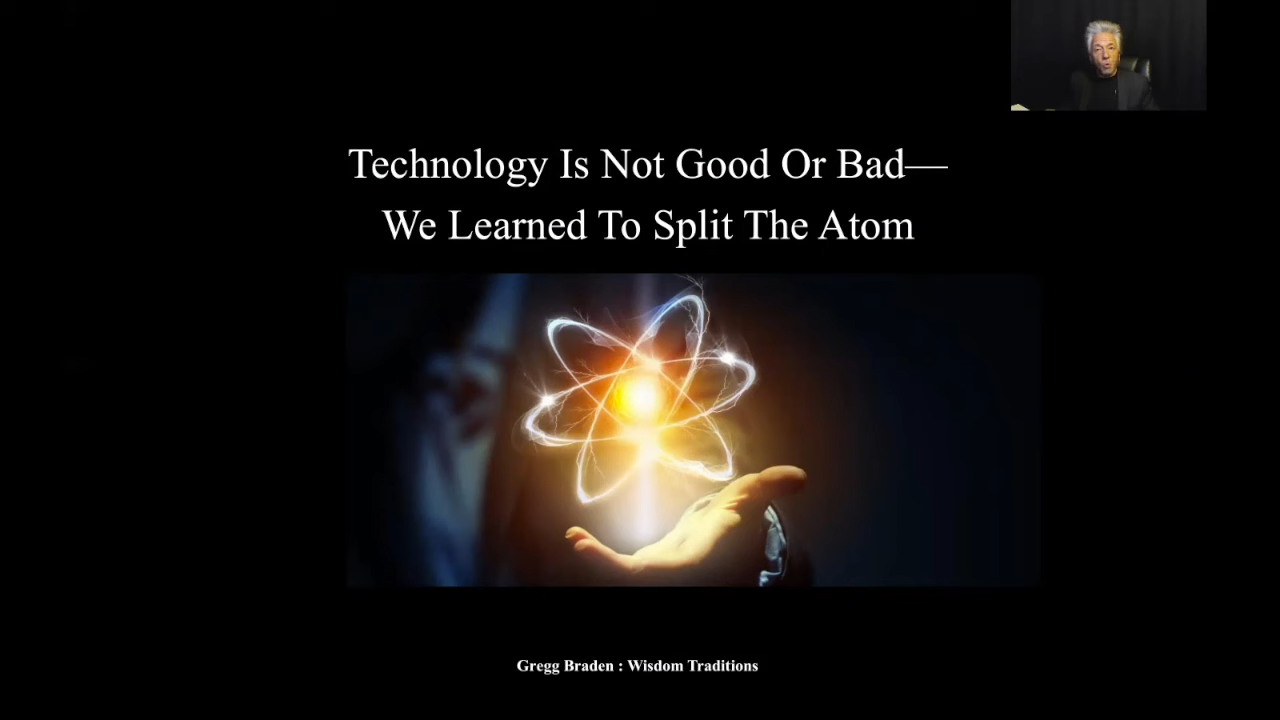 Technology Is Not Good Or Bad—
We Learned To Split The Atom
Gregg Braden : Wisdom Traditions